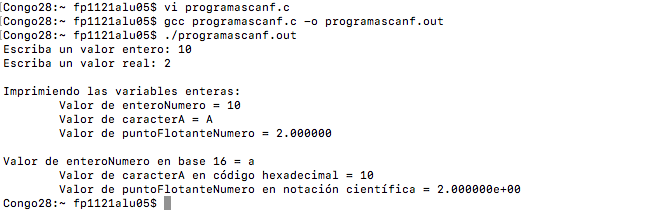 [Congo28:~ fp1121alu05$ vi programascanf.c
[Congo28:~ fp1121alu05$ gcc programscanf.c -o programascanf.out
[Congo28:~ fp1121alu05$ ./programascanf.out
Escriba un valor entero: 10
Escriba un valor real: 2
Imprimiendo las variables enteras:
Valor de enteroNumero = 10
Valor de caracterA = A
Valor de puntoFlotanteNumero = 2.000000
Valor de enteroNumero en base 16 = a
Valor de caracterA en código hexadecimal = 10
Valor de puntoFlotanteNumero en notación científica = 2.000000e+00
Congo28:~ fp1121alu05$